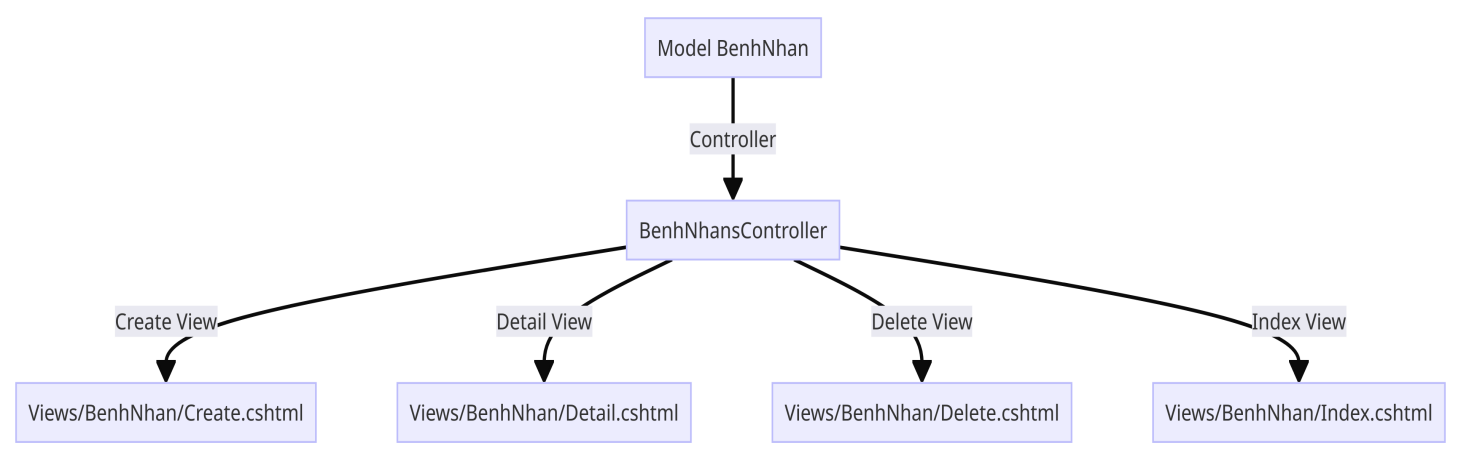 Model BenhNhan
Controller
BenhNhansController
Create View
Detail View
Delete View
Index View
Views/BenhNhan/Create.cshtml
Views/BenhNhan/Detail.cshtml
Views/BenhNhan/Delete.cshtml
Views/BenhNhan/Index.cshtml